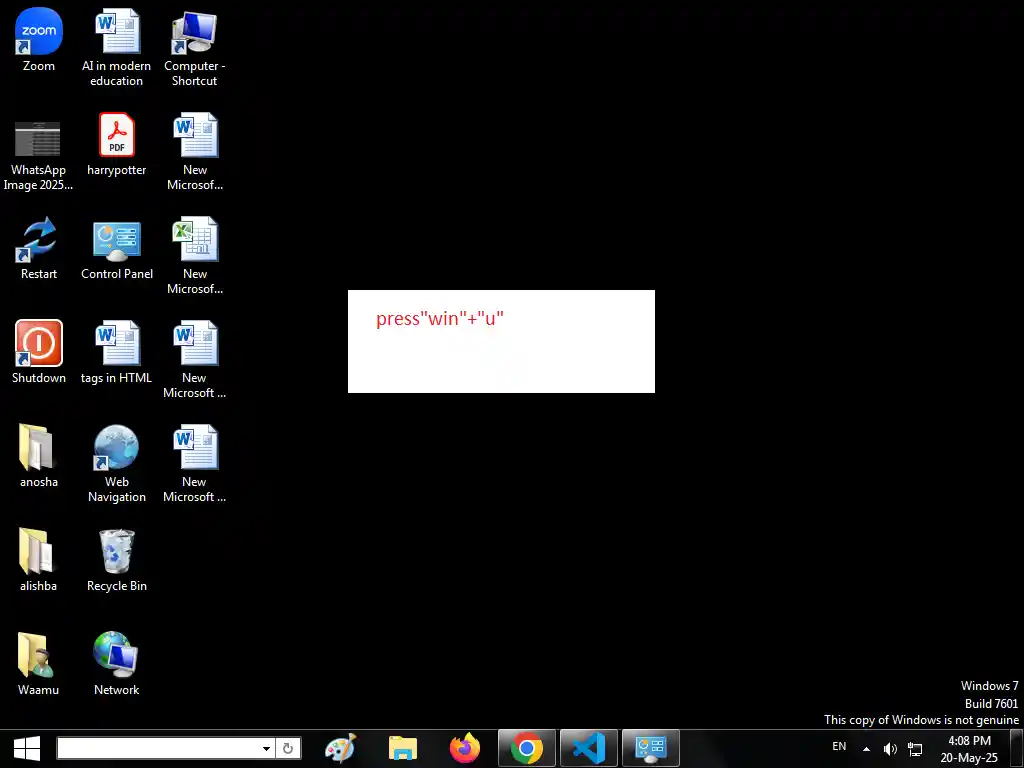 zoom
Zoom
AI in modern
education
Computer -
Shortcut
WhatsApp
Image 2025...
PDF
harrypotter
New
Microsof...
Restart
Control Panel
New
Microsof...
press"win"+"u"
Shutdown
tags in HTML
New
Microsoft ...
anosha
Web
Navigation
New
Microsoft ...
alishba
Recycle Bin
Waamu
Network
Windows 7
Build 7601
This copy of Windows is not genuine
EN
4:08 PM
20-May-25